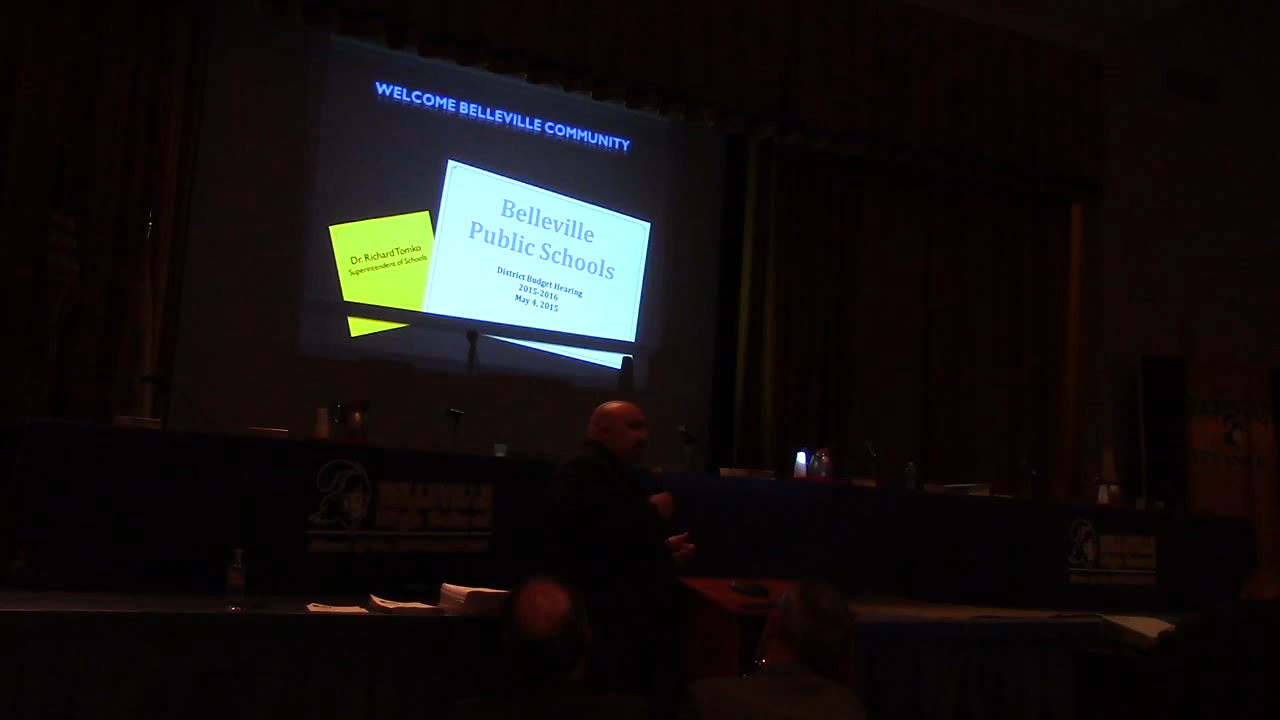 WELCOME BELLEVILLE COMMUNITY
Belleville
Public Schools
District Budget Hearing
2015-2016
May 4, 2015
Dr. Richard Tomko
Superintendent of Schools